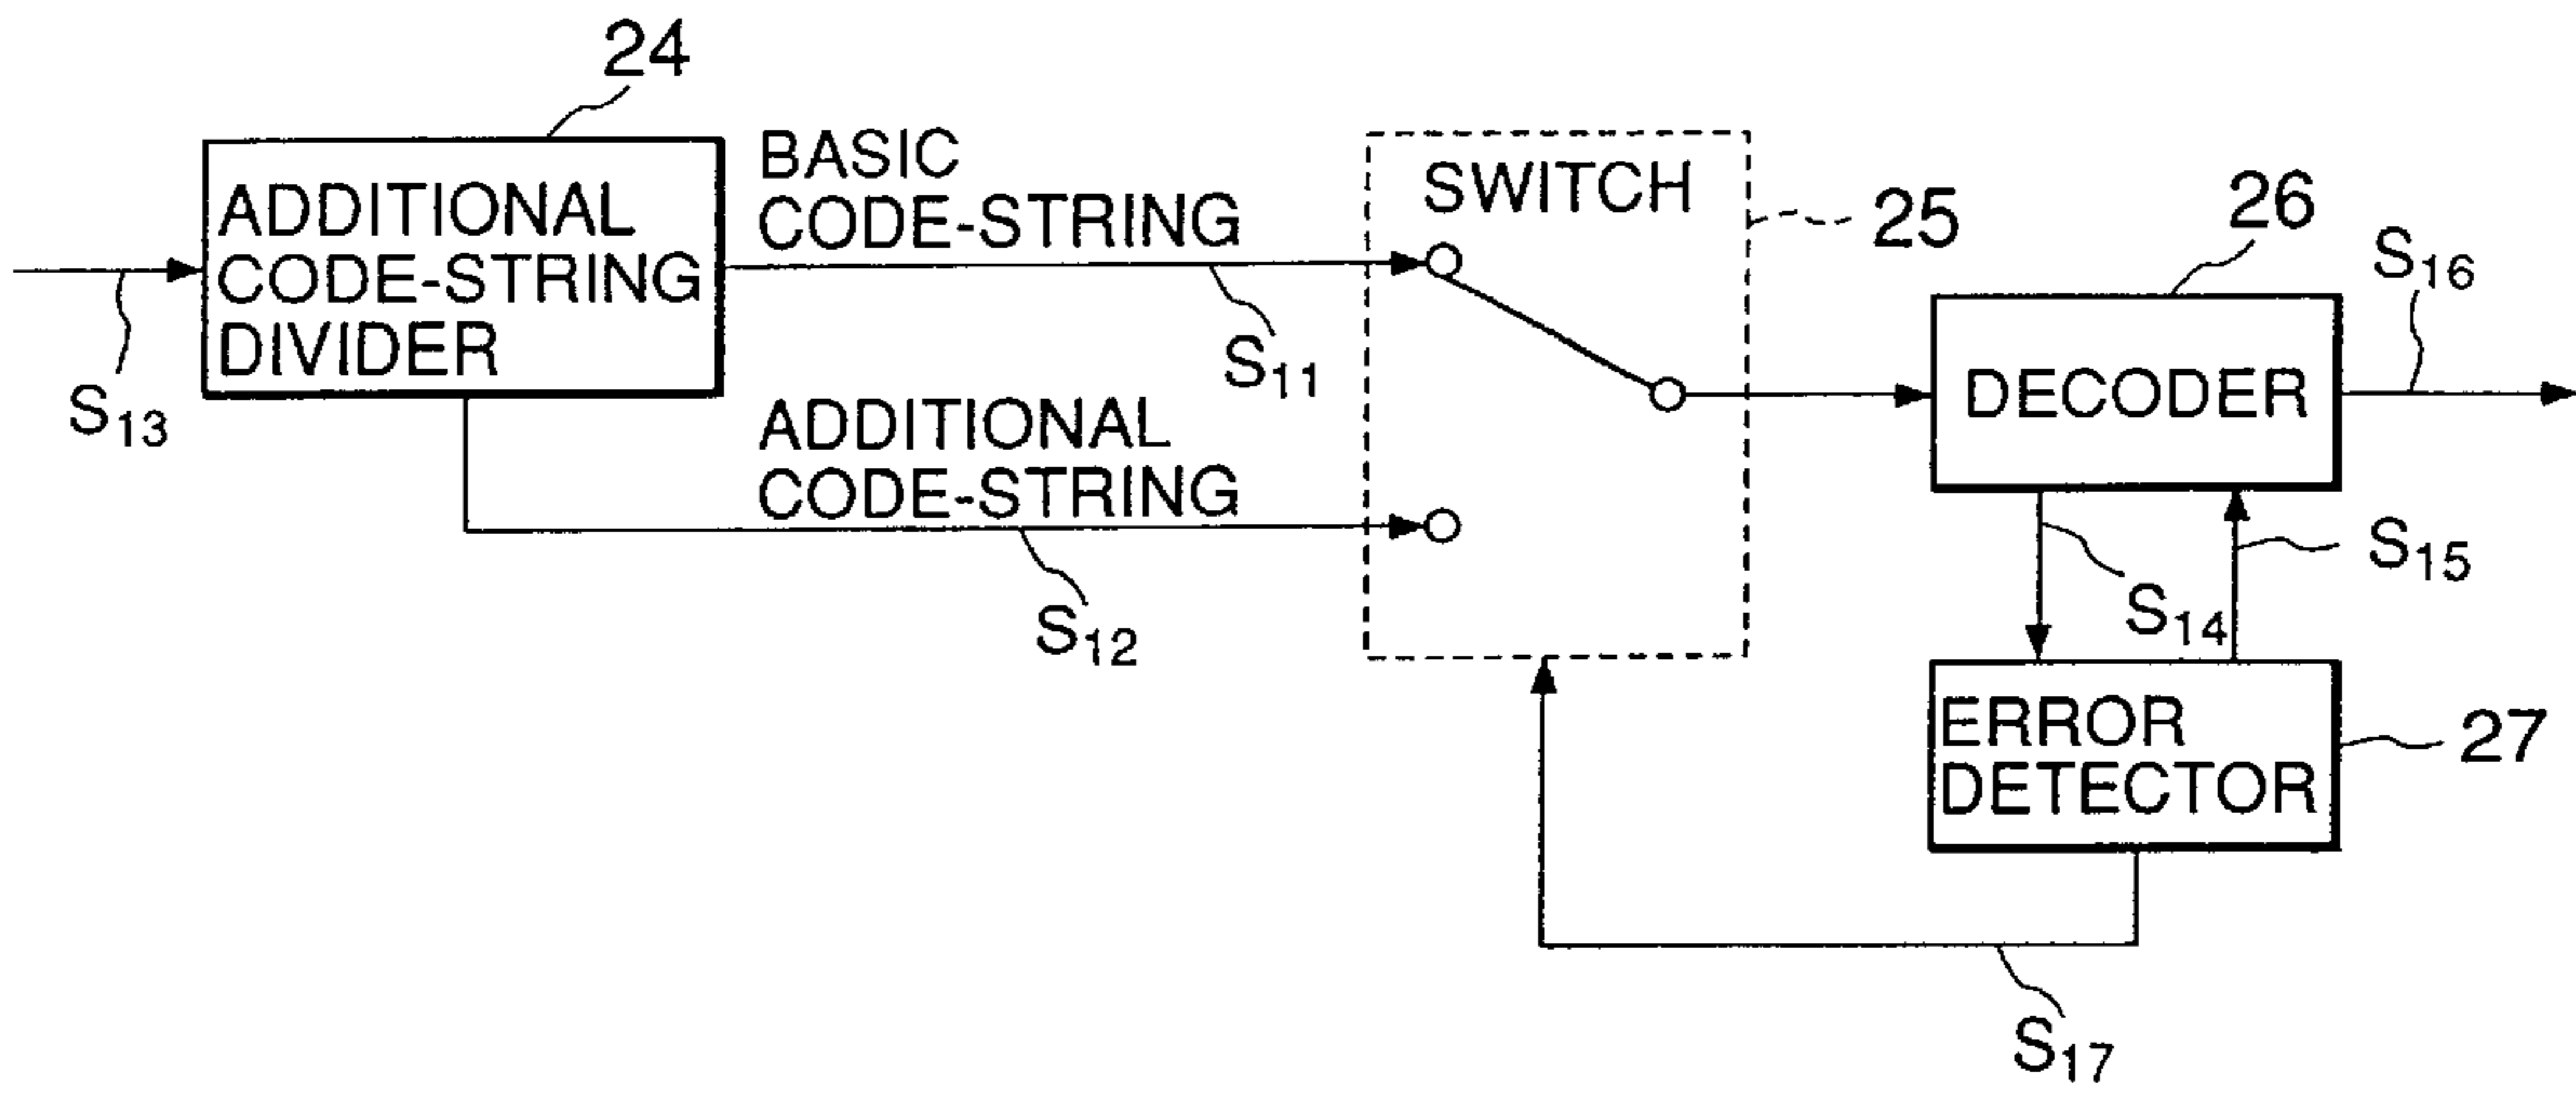 24
ADDITIONAL
CODE-STRING
DIVIDER
S13
BASIC
CODE-STRING
S11
ADDITIONAL
CODE-STRING
S12
SWITCH
25
26
DECODER
S16
S14
S15
ERROR
DETECTOR
27
S17